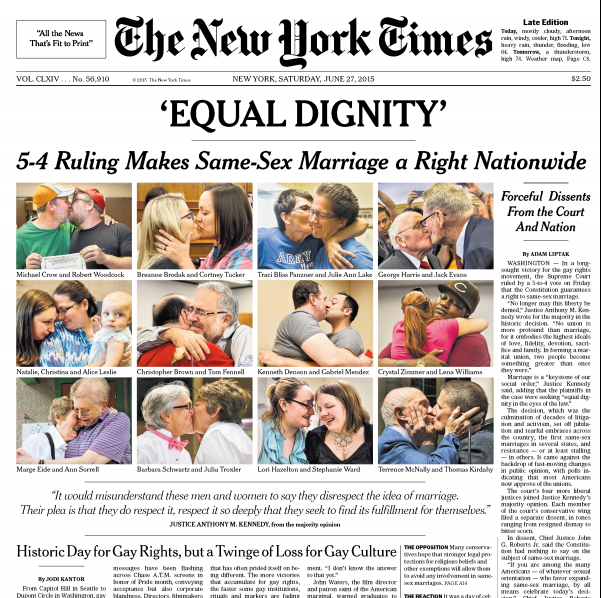 "All the News
That's Fit to Print"
The New York Times
Late Edition
Today, mostly cloudy, afternoon
rain, windy, cooler, high 71. Tonight,
heavy rain, thunder, flooding, low
64. Tomorrow, a thunderstorm,
high 78. Weather map, Page C8.
VOL. CLXIV . . . No. 56,910
© 2015 The New York Times
NEW YORK, SATURDAY, JUNE 27, 2015
$2.50
‘EQUAL DIGNITY’
5-4 Ruling Makes Same-Sex Marriage a Right Nationwide
ARMY
Michael Crow and Robert Woodcock
Breanne Brodak and Cortney Tucker
Traci Bliss Panzner and Julie Ann Lake
George Harris and Jack Evans
Natalie, Christina and Alice Leslie
Christopher Brown and Tom Fennell
Kenneth Denson and Gabriel Mendez
Crystal Zimmer and Lena Williams
Marge Eide and Ann Sorrell
Barbara Schwartz and Julia Troxler
Lori Hazelton and Stephanie Ward
Terrence McNally and Thomas Kirdahy
“It would misunderstand these men and women to say they disrespect the idea of marriage.
Their plea is that they do respect it, respect it so deeply that they seek to find its fulfillment for themselves.”
JUSTICE ANTHONY M. KENNEDY, from the majority opinion
Forceful Dissents
From the Court
And Nation
By ADAM LIPTAK
WASHINGTON — In a long-
sought victory for the gay rights
movement, the Supreme Court
ruled by a 5-to-4 vote on Friday
that the Constitution guarantees
a right to same-sex marriage.
“No longer may this liberty be
denied,” Justice Anthony M. Ken-
nedy wrote for the majority in the
historic decision. “No union is
more profound than marriage,
for it embodies the highest ideals
of love, fidelity, devotion, sacri-
fice and family. In forming a mar-
ital union, two people become
something greater than once
they were.”
Marriage is a “keystone of our
social order,” Justice Kennedy
said, adding that the plaintiffs in
the case were seeking “equal dig-
nity in the eyes of the law.”
The decision, which was the
culmination of decades of litiga-
tion and activism, set off jubila-
tion and tearful embraces across
the country, the first same-sex
marriages in several states, and
resistance — or at least stalling
— in others. It came against the
backdrop of fast-moving changes
in public opinion, with polls in-
dicating that most Americans
now approve of the unions.
The court's four more liberal
justices joined Justice Kennedy's
majority opinion. Each member
of the court's conservative wing
filed a separate dissent, in tones
ranging from resigned dismay to
bitter scorn.
In dissent, Chief Justice John
G. Roberts Jr. said the Constitu-
tion had nothing to say on the
subject of same-sex marriage.
“If you are among the many
Americans — of whatever sexual
orientation — who favor expand-
ing same-sex marriage, by all
means celebrate today's deci-
Historic Day for Gay Rights, but a Twinge of Loss for Gay Culture
By JODI KANTOR
From Capitol Hill in Seattle to
Dupont Circle in Washington, gay
messages have been flashing
across Chase A.T.M. screens in
honor of Pride month, conveying
acceptance but also corporate
blandness. Directors, filmmakers
that has often prided itself on be-
ing different. The more victories
that accumulate for gay rights,
the faster some gay institutions,
rituals and markers are fading
ment. “I don't know the answer
to that yet.”
John Waters, the film director
and patron saint of the American
marginal, warned graduates to
THE OPPOSITION Many conserva-
tives hope that stronger legal pro-
tections for religious beliefs and
other exemptions will allow them
to avoid any involvement in same-
sex marriages. PAGE A11
THE REACTION It was a day of cel-